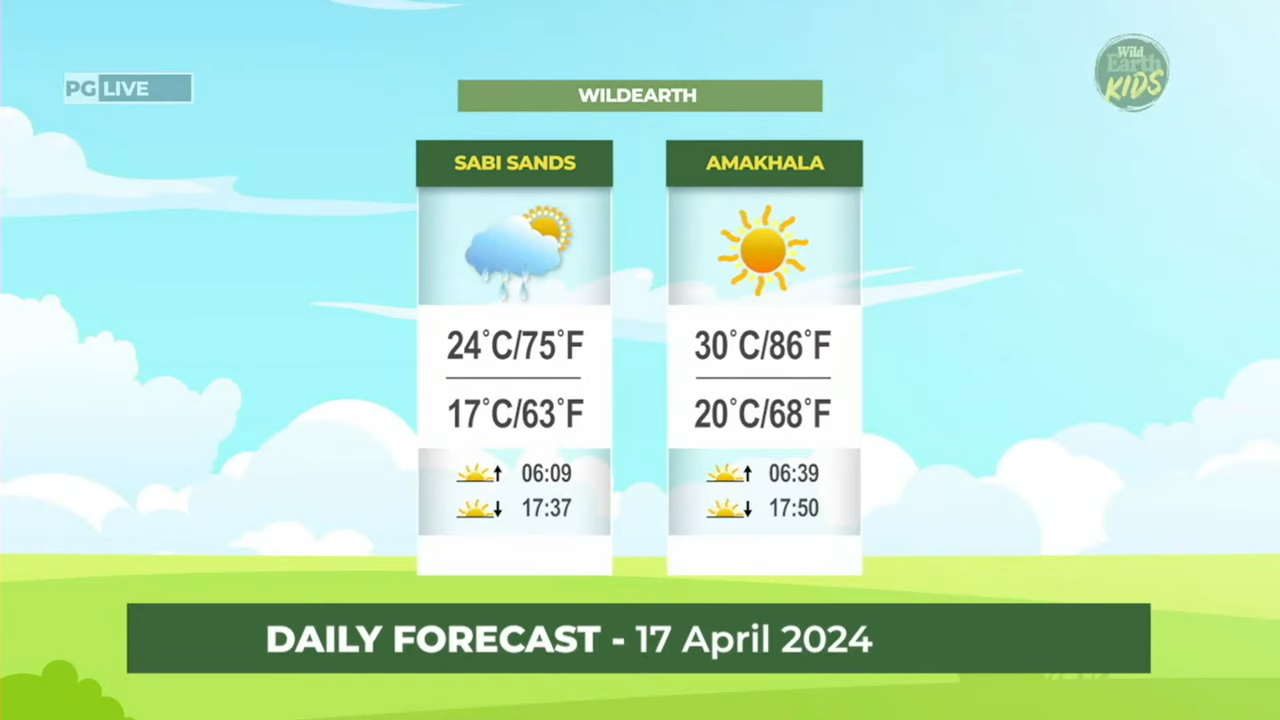 Wild
Earth
KIDS
PG LIVE
WILDEARTH
SABI SANDS
AMAKHALA
24°C/75°F
30°C/86°F
17°C/63°F
20°C/68°F
06:09
06:39
17:37
17:50
DAILY FORECAST - 17 April 2024